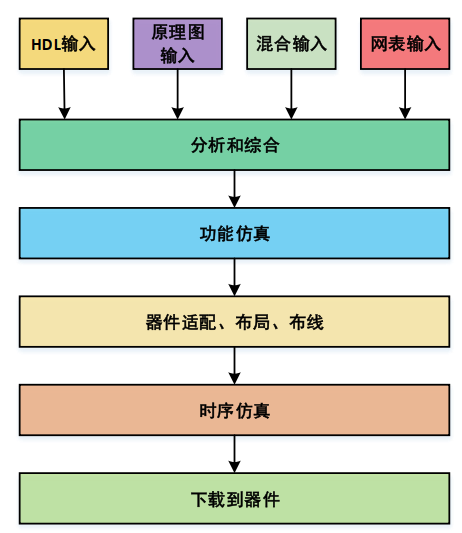 HDL输入
原理图
输入
混合输入
网表输入
分析和综合
功能仿真
器件适配、布局、布线
时序仿真
下载到器件